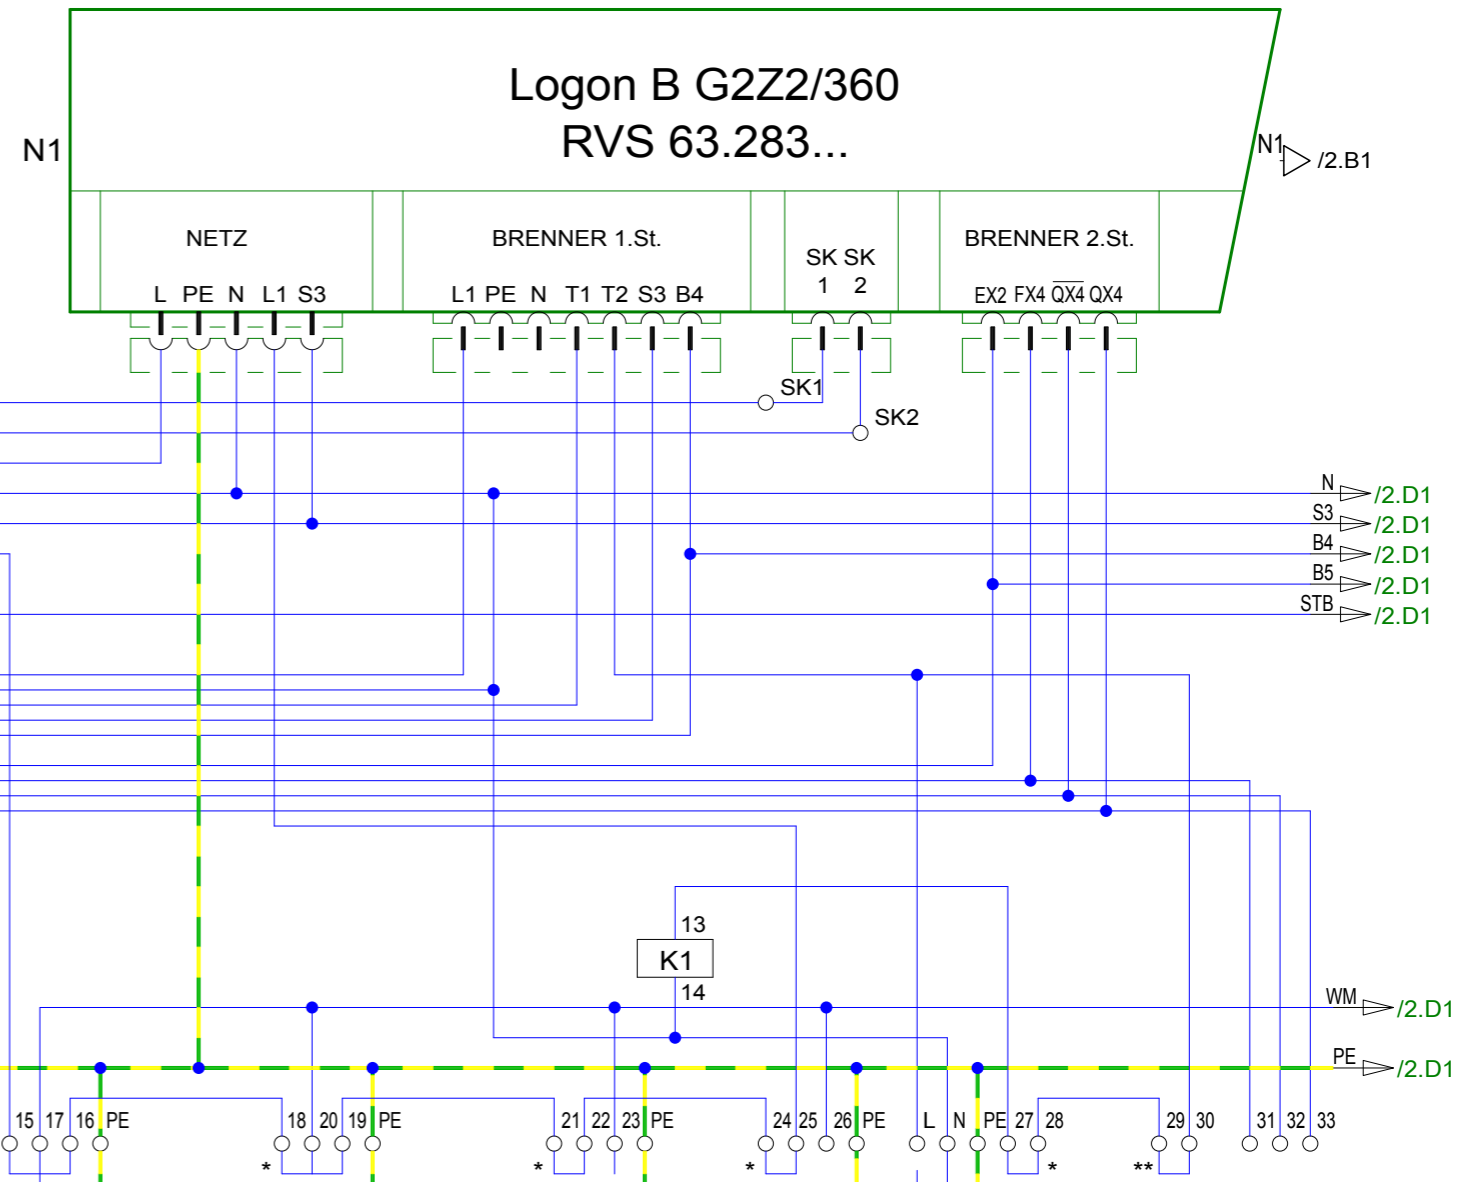 Logon B G2Z2/360
RVS 63.283...
N1
N1 /2.B1
NETZ BRENNER 1.St. BRENNER 2.St.
SK SK
1 2
L PE N L1 S3 L1 PE N T1 T2 S3 B4 EX2 FX4 QX4 QX4
SK1
SK2
N /2.D1
S3 /2.D1
B4 /2.D1
B5 /2.D1
STB /2.D1
13
K1
14
WM /2.D1
PE /2.D1
15 17 16 PE 18 20 19 PE 21 22 23 PE 24 25 26 PE L N PE 27 28 29 30 31 32 33
* * * * **